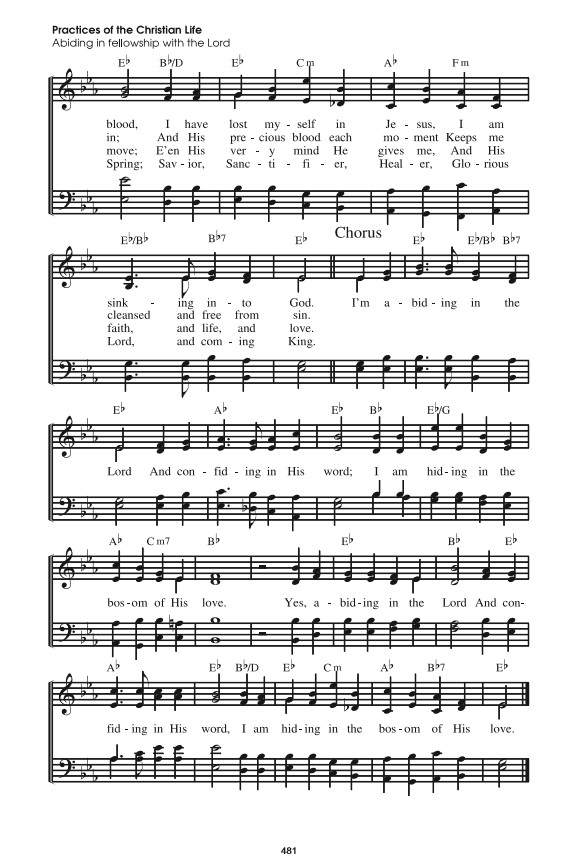 Practices of the Christian Life
Abiding in fellowship with the Lord
E♭ B♭/D E♭ Cm A♭ Fm
blood, I have lost my-self in Je-sus, I am
in; And His pre-cious blood each mo-ment Keeps me
move; E'en His ver-y mind He gives me, And His
Spring; Sav-ior, Sanc-ti-fi-er, Heal-er, Glo-rious
Chorus
E♭/B♭ B♭7 E♭ E♭ E♭/B♭ B♭7
sink - ing in-to God. I'm a-bid-ing in the
cleansed and free from sin.
faith, and life, and love.
Lord, and com-ing King.
E♭ A♭ E♭ B♭ E♭/G
Lord And con-fid-ing in His word; I am hid-ing in the
A♭ Cm7 B♭ E♭ B♭ E♭
bos-om of His love. Yes, a-bid-ing in the Lord And con-
A♭ E♭ B♭/D E♭ Cm A♭ B♭7 E♭
fid-ing in His word, I am hid-ing in the bos-om of His love.
481